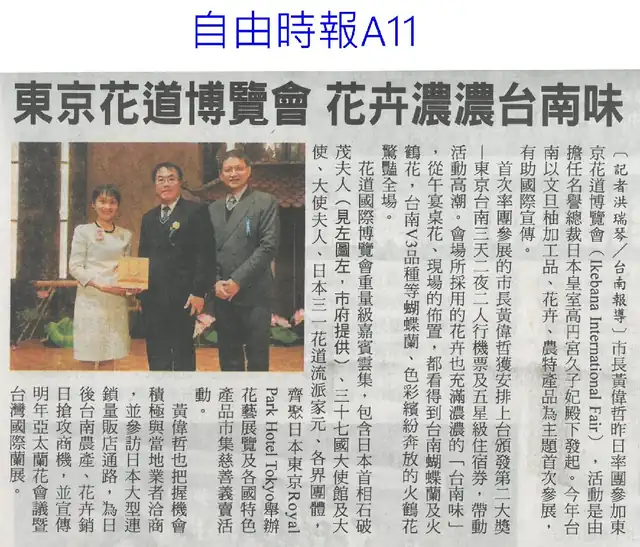 自由時報A11
東京花道博覽會 花卉濃濃台南味
〔記者洪瑞琴/台南報導〕市長黃偉哲昨日率團參加東
京花道博覽會(Ikebana International Fair),活動是由
擔任名譽總裁日本皇室高円宮久子妃殿下發起。今年台
南以文旦柚加工品、花卉、農特產品為主題首次參展,
有助國際宣傳。
首次率團參展的市長黃偉哲獲安排上台頒發第二大獎
—東京台南三天二夜二人行機票及五星級住宿券,帶動
活動高潮。會場所採用的花卉也充滿濃濃的「台南味」
,從午宴桌花、現場的佈置,都看得到台南蝴蝶蘭及火
鶴花,台南V3品種等蝴蝶蘭、色彩繽紛奔放的火鶴花
驚豔全場。
花道國際博覽會重量級嘉賓雲集,包含日本首相石破
茂夫人(見左圖左,市府提供)、三十七國大使館及大
使、大使夫人、日本三一一花道流派家元、各界團體,
齊聚日本東京Royal
Park Hotel Tokyo舉辦
花藝展覽及各國特色
產品市集慈善義賣活
動。
黃偉哲也把握機會
積極與當地業者洽商
,並參訪日本大型連
鎖量販店通路,為日
後台南農產、花卉銷
日搶攻商機,並宣傳
明年亞太蘭花會議暨
台灣國際蘭展。